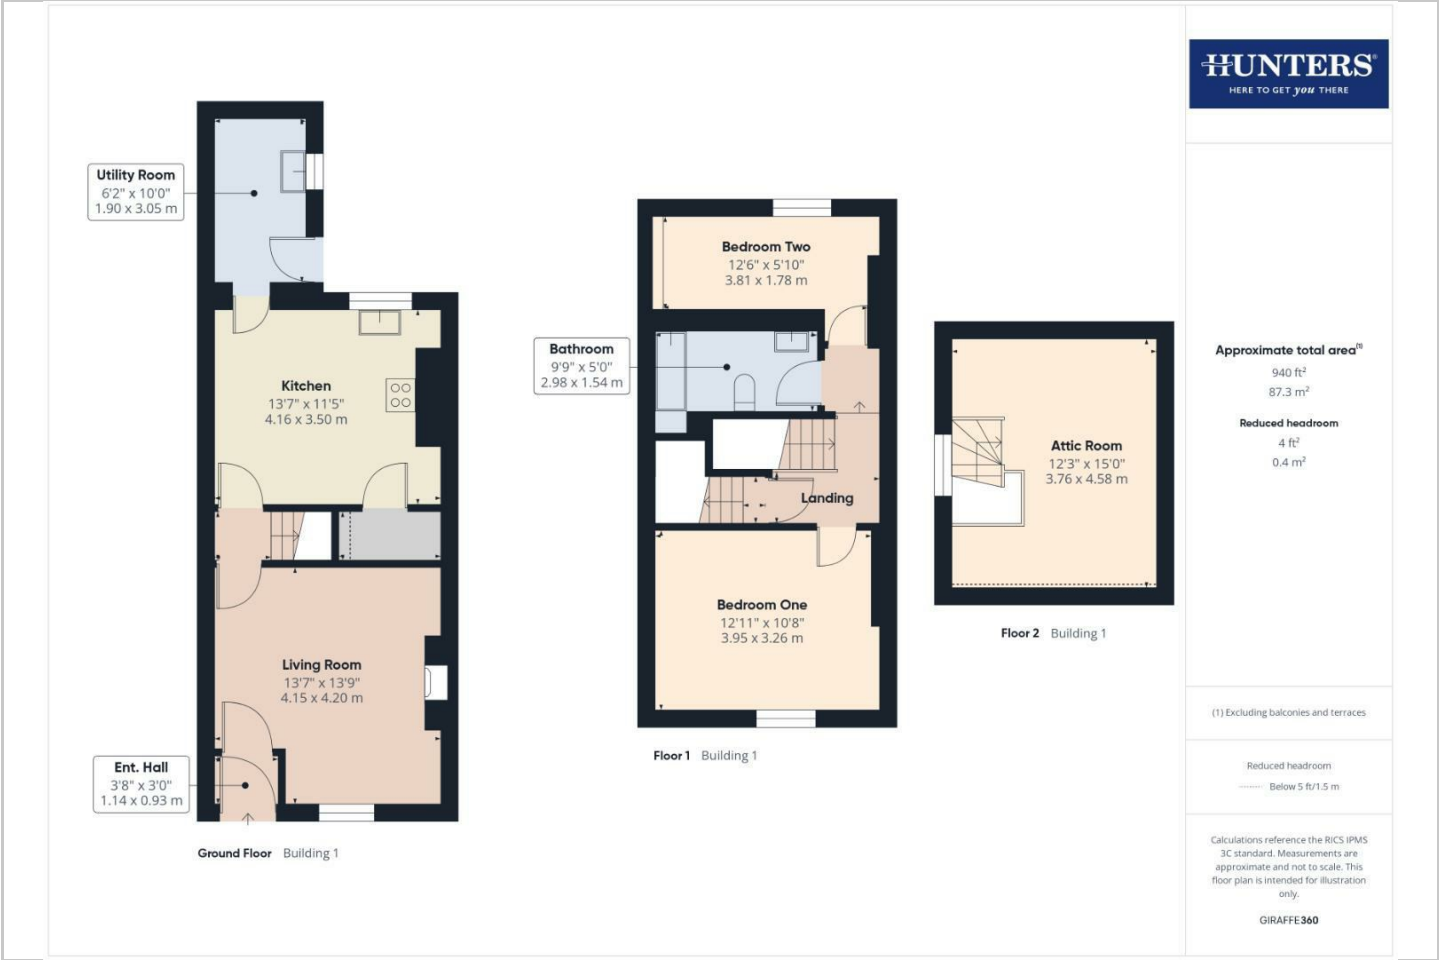 HUNTERS®
HERE TO GET you THERE
Utility Room
6'2" x 10'0"
1.90 x 3.05 m
Kitchen
13'7" x 11'5"
4.16 x 3.50 m
Living Room
13'7" x 13'9"
4.15 x 4.20 m
Ent. Hall
3'8" x 3'0"
1.14 x 0.93 m
Ground Floor Building 1
Bedroom Two
12'6" x 5'10"
3.81 x 1.78 m
Bathroom
9'9" x 5'0"
2.98 x 1.54 m
Landing
Bedroom One
12'11" x 10'8"
3.95 x 3.26 m
Floor 1 Building 1
Attic Room
12'3" x 15'0"
3.76 x 4.58 m
Floor 2 Building 1
Approximate total area(1)
940 ft²
87.3 m²
Reduced headroom
4 ft²
0.4 m²
(1) Excluding balconies and terraces
Reduced headroom
Below 5 ft/1.5 m
Calculations reference the RICS IPMS
3C standard. Measurements are
approximate and not to scale. This
floor plan is intended for illustration
only.
GIRAFFE360